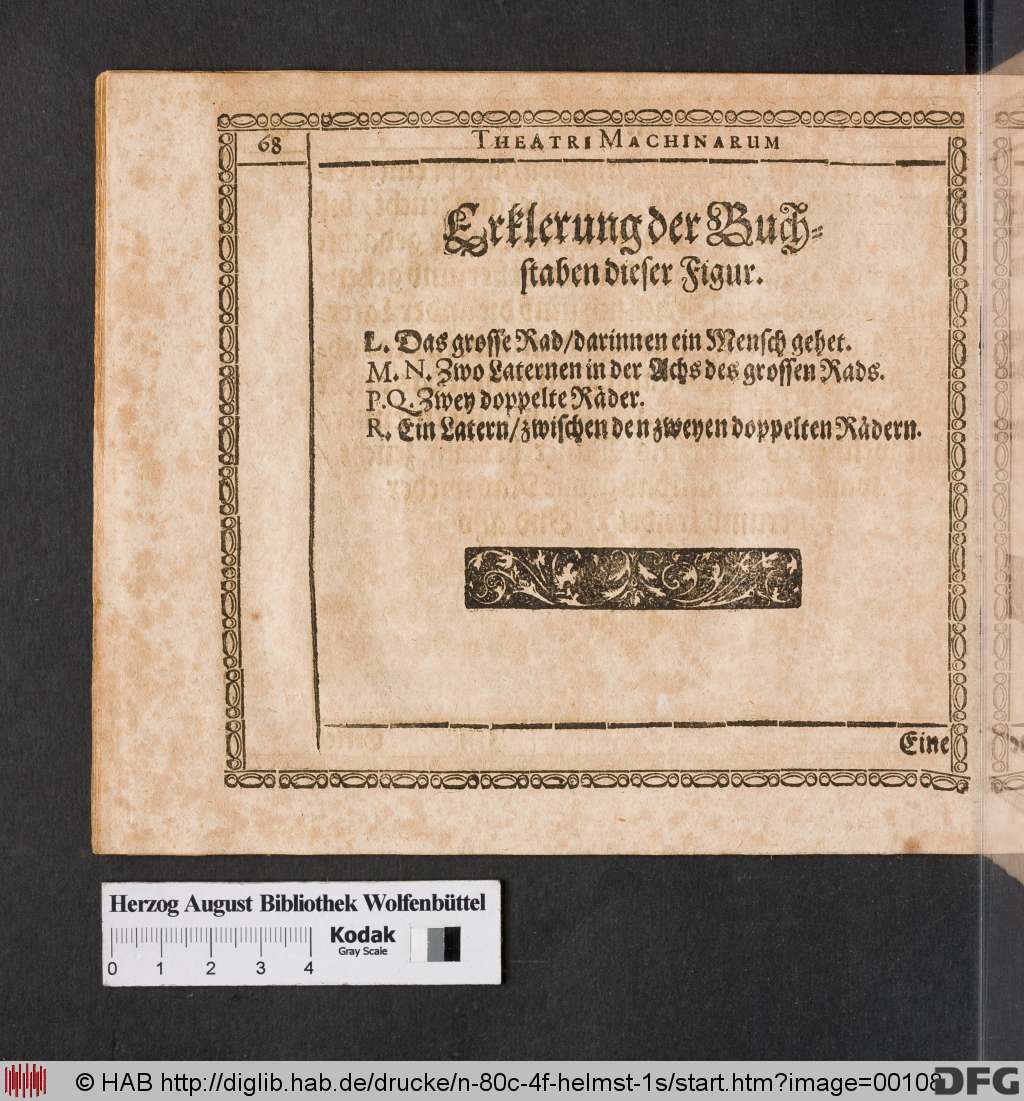 68
THEATRI MACHINARUM
Erklerung der Buch-
staben dieser Figur.
L. Das grosse Rad/darinnen ein Mensch gehet.
M. N. Zwo Laternen in der Achs des grossen Rads.
P. Q. Zwey doppelte Räder.
R. Ein Latern/zwischen den zweyen doppelten Rädern.
Eine
Herzog August Bibliothek Wolfenbüttel
Kodak
Gray Scale
0 1 2 3 4
© HAB http://diglib.hab.de/drucke/n-80c-4f-helmst-1s/start.htm?image=00108
DFG